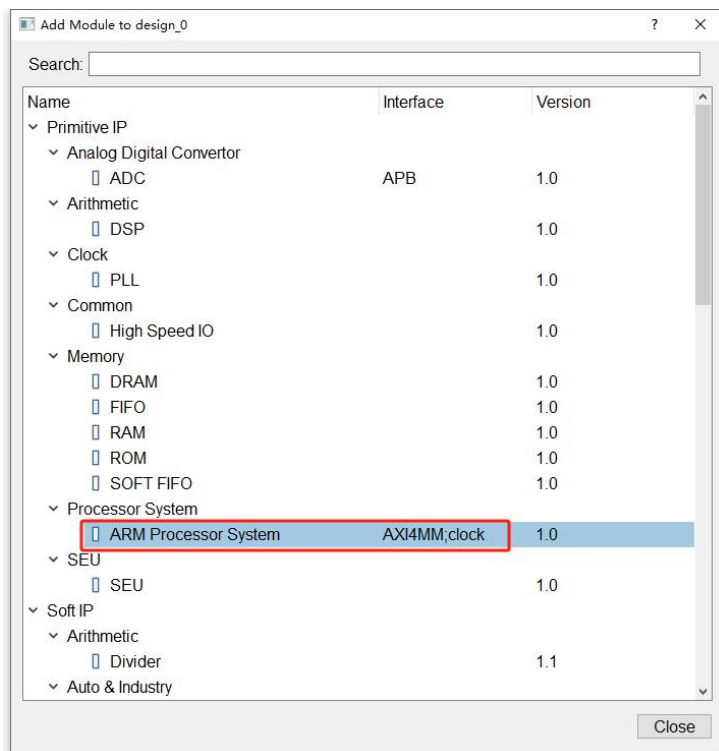 Add Module to design_0 ? ×
Search:
Name Interface Version
Primitive IP
Analog Digital Convertor
ADC APB 1.0
Arithmetic
DSP 1.0
Clock
PLL 1.0
Common
High Speed IO 1.0
Memory
DRAM 1.0
FIFO 1.0
RAM 1.0
ROM 1.0
SOFT FIFO 1.0
Processor System
ARM Processor System AXI4MM;clock 1.0
SEU
SEU 1.0
Soft IP
Arithmetic
Divider 1.1
Auto & Industry
Close